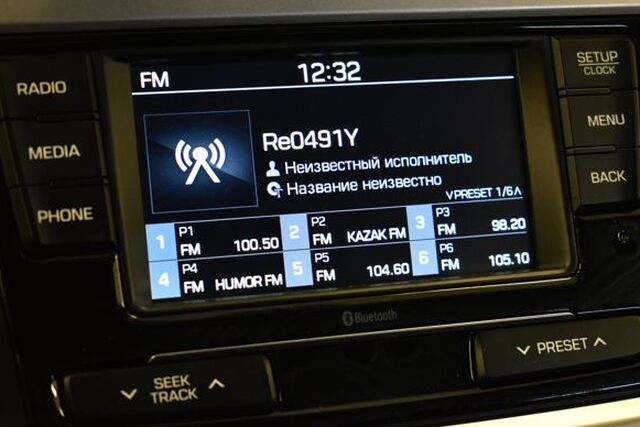 RADIO
MEDIA
PHONE
FM 12:32
Re0491Y
Неизвестный исполнитель
Название неизвестно
∨ PRESET 1/6 ∧
1 P1 FM 100.50
2 P2 FM KAZAK FM
3 P3 FM 98.20
4 P4 FM HUMOR FM
5 P5 FM 104.60
6 P6 FM 105.10
SETUP
CLOCK
MENU
BACK
Bluetooth
∨ SEEK ∧
TRACK
∨ PRESET ∧